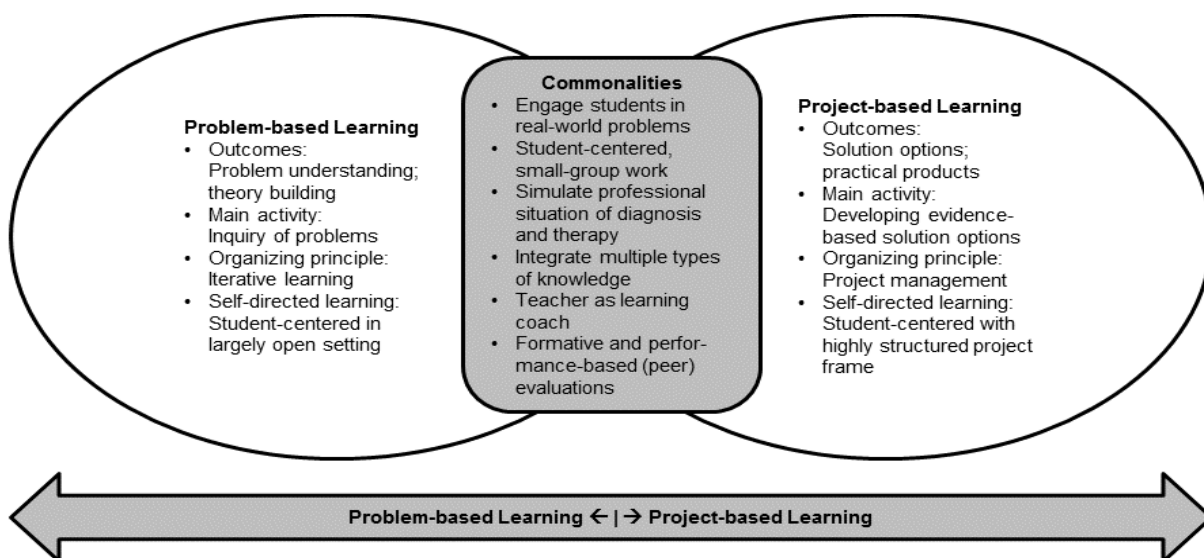 Problem-based Learning
• Outcomes:
Problem understanding;
theory building
• Main activity:
Inquiry of problems
• Organizing principle:
Iterative learning
• Self-directed learning:
Student-centered in
largely open setting
Commonalities
• Engage students in
real-world problems
• Student-centered,
small-group work
• Simulate professional
situation of diagnosis
and therapy
• Integrate multiple types
of knowledge
• Teacher as learning
coach
• Formative and perfor-
mance-based (peer)
evaluations
Project-based Learning
• Outcomes:
Solution options;
practical products
• Main activity:
Developing evidence-
based solution options
• Organizing principle:
Project management
• Self-directed learning:
Student-centered with
highly structured project
frame
Problem-based Learning ← | → Project-based Learning